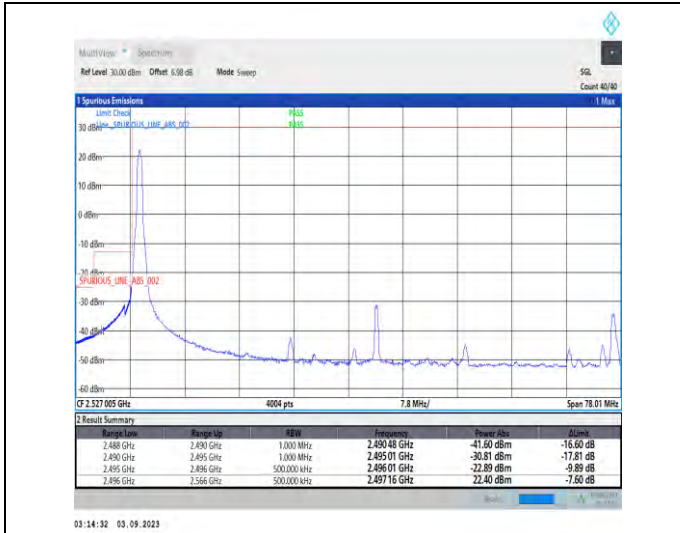 MultiView Spectrum
Ref Level 30.00 dBm Offset 6.98 dB Mode Sweep SGL
Count 40/40
1 Spurious Emissions 1 Max
Limit Check PASS
Line _SPURIOUS_LINE_ABS_002 PASS
30 dBm
20 dBm
10 dBm
0 dBm
-10 dBm
-20 dBm
_SPURIOUS_LINE_ABS_002
-30 dBm
-40 dBm
-50 dBm
-60 dBm
CF 2.527 005 GHz 4004 pts 7.8 MHz/ Span 78.01 MHz
2 Result Summary
Range Low Range Up RBW Frequency Power Abs ΔLimit
2.488 GHz 2.490 GHz 1.000 MHz 2.490 48 GHz -41.60 dBm -16.60 dB
2.490 GHz 2.495 GHz 1.000 MHz 2.495 01 GHz -30.81 dBm -17.81 dB
2.495 GHz 2.496 GHz 500.000 kHz 2.496 01 GHz -22.89 dBm -9.89 dB
2.496 GHz 2.566 GHz 500.000 kHz 2.497 16 GHz 22.40 dBm -7.60 dB
03:14:32 03.09.2023